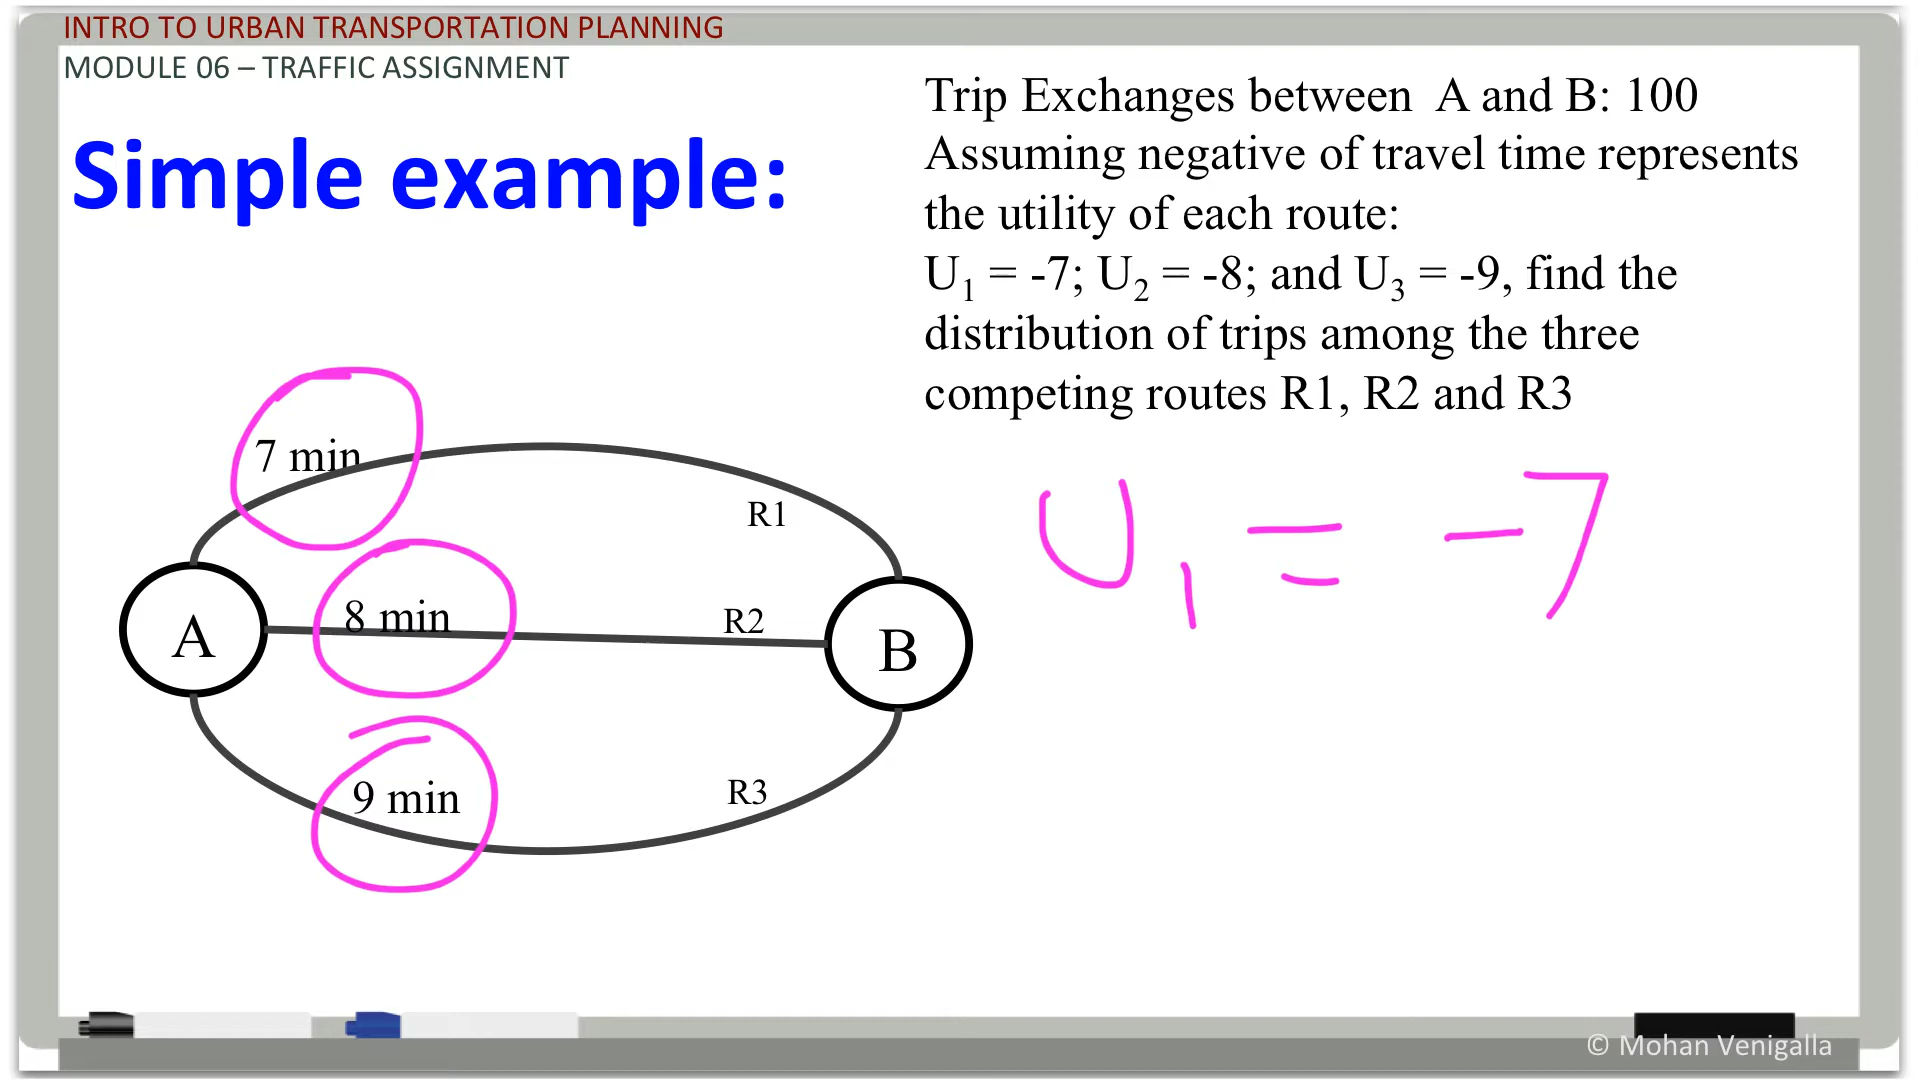 INTRO TO URBAN TRANSPORTATION PLANNING
MODULE 06 – TRAFFIC ASSIGNMENT
Simple example:
Trip Exchanges between A and B: 100
Assuming negative of travel time represents
the utility of each route:
U₁ = -7; U₂ = -8; and U₃ = -9, find the
distribution of trips among the three
competing routes R1, R2 and R3
7 min
R1
U₁ = -7
8 min
R2
A
B
9 min
R3
© Mohan Venigalla